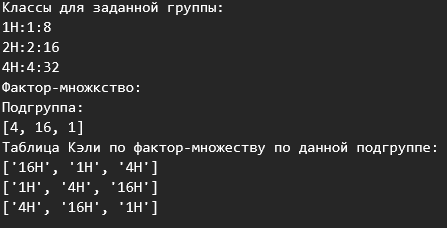 Классы для заданной группы:
1H:1:8
2H:2:16
4H:4:32
Фактор-множкство:
Подгруппа:
[4, 16, 1]
Таблица Кэли по фактор-множеству по данной подгруппе:
['16H', '1H', '4H']
['1H', '4H', '16H']
['4H', '16H', '1H']